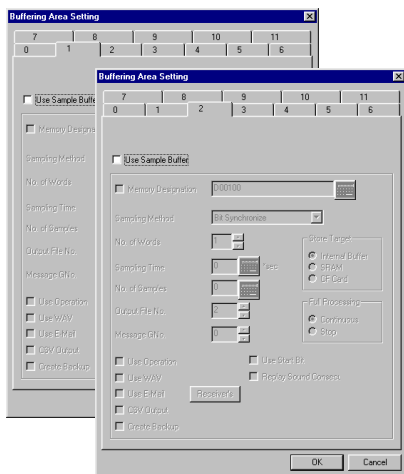 Buffering Area Setting
7 8 9 10 11
0 1 2 3 4 5 6
Use Sample Buffe
Memory Designa
Sampling Method
No. of Words
Sampling Time
No. of Samples
Output File No.
Message GNo.
Use Operation
Use WAV
Use E-Mail
CSV Output
Create Backup
Buffering Area Setting
7 8 9 10 11
0 1 2 3 4 5 6
Use Sample Buffer
Memory Designation D00100
Sampling Method Bit Synchronize
No. of Words 1
Store Target
Internal Buffer
SRAM
CF Card
Sampling Time 0 *sec
No. of Samples 0
Output File No. 2
Full Processing
Continuous
Stop
Message GNo. 0
Use Operation Use Start Bit
Use WAV Replay Sound Consect.
Use E-Mail Receiver's
CSV Output
Create Backup
OK Cancel